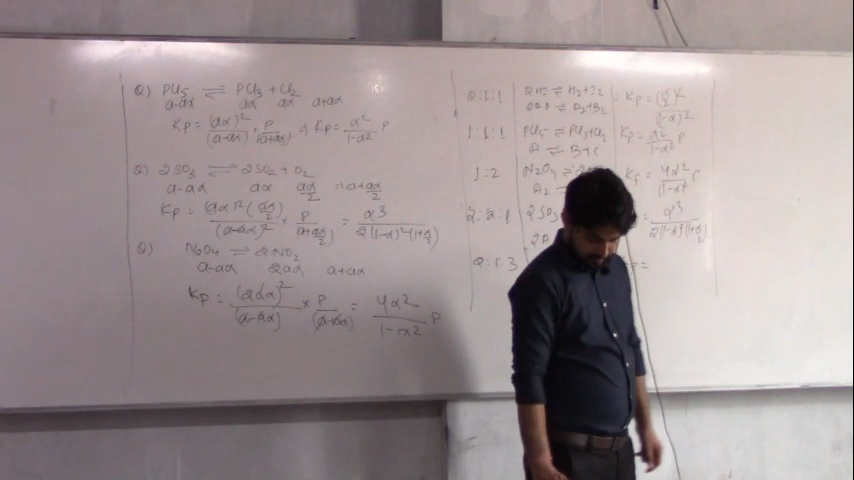 Q) PCl5 ⇌ PCl3 + Cl2
a-aα aα aα a+aα
Kp = (aα)²/(a-aα) × P/(a+aα) ⇒ Kp = α²/1-α² P
Q) 2SO3 ⇌ 2SO2 + O2
a-aα aα aα/2 a+aα/2
Kp = (aα)²(aα/2)/(a-aα)² × P/(a+aα/2) = α³/2(1-α)²(1+α/2)
Q) N2O4 ⇌ 2NO2
a-aα 2aα a+aα
Kp = (2aα)²/(a-aα) × P/(a+aα) = 4α²/1-α² P
2:1:1 2HI ⇌ H2+I2 Kp =
1:1:1 PCl5 ⇌ PCl3+Cl2 Kp = α²/1-α² P
A ⇌ B+C
1:2 N2O4 ⇌ Kp = 4α²/1-α² P
A2
2:2:1 2SO3 = α³/2(1-α)²(1+α/2)
2:1:3